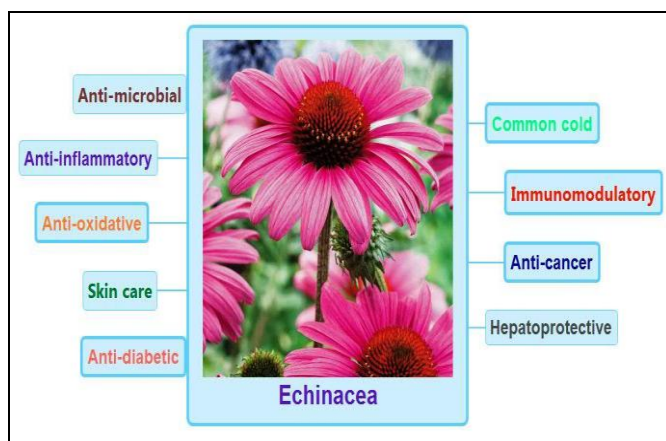 Anti-microbial
Anti-inflammatory
Anti-oxidative
Skin care
Anti-diabetic
Common cold
Immunomodulatory
Anti-cancer
Hepatoprotective
Echinacea